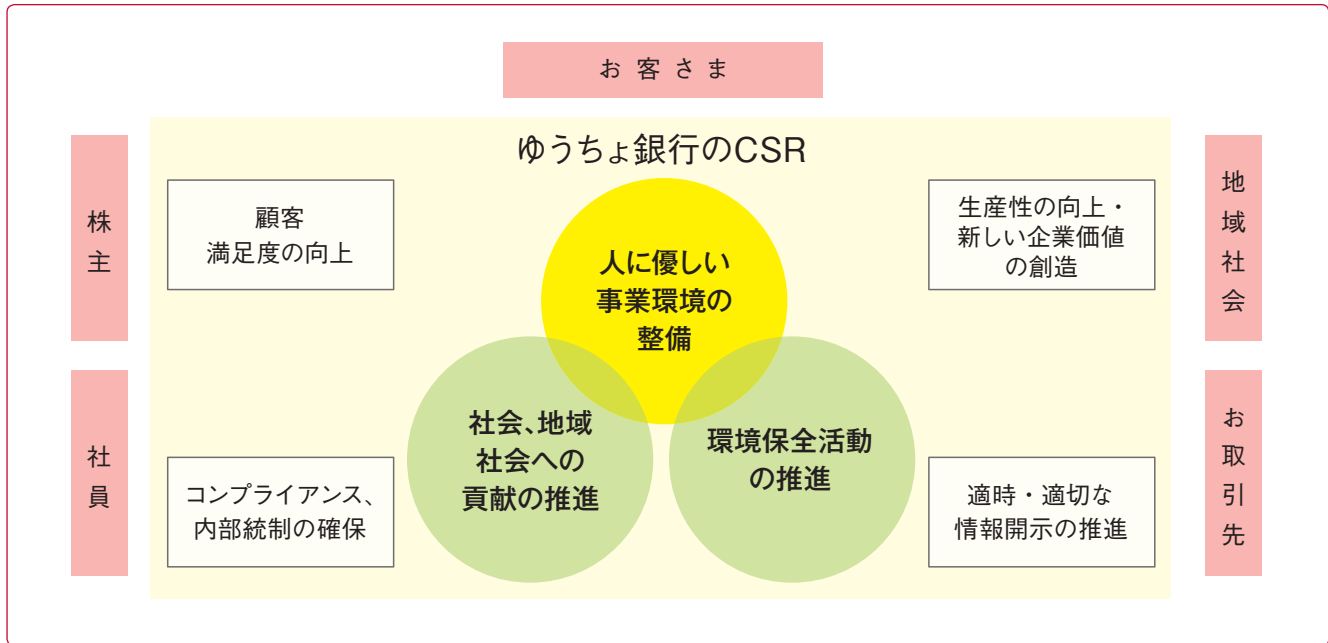 お客さま
ゆうちょ銀行のCSR
株主
顧客
満足度の向上
人に優しい
事業環境の
整備
生産性の向上・
新しい企業価値
の創造
地域社会
社員
コンプライアンス、
内部統制の確保
社会、地域
社会への
貢献の推進
環境保全活動
の推進
適時・適切な
情報開示の推進
お取引先